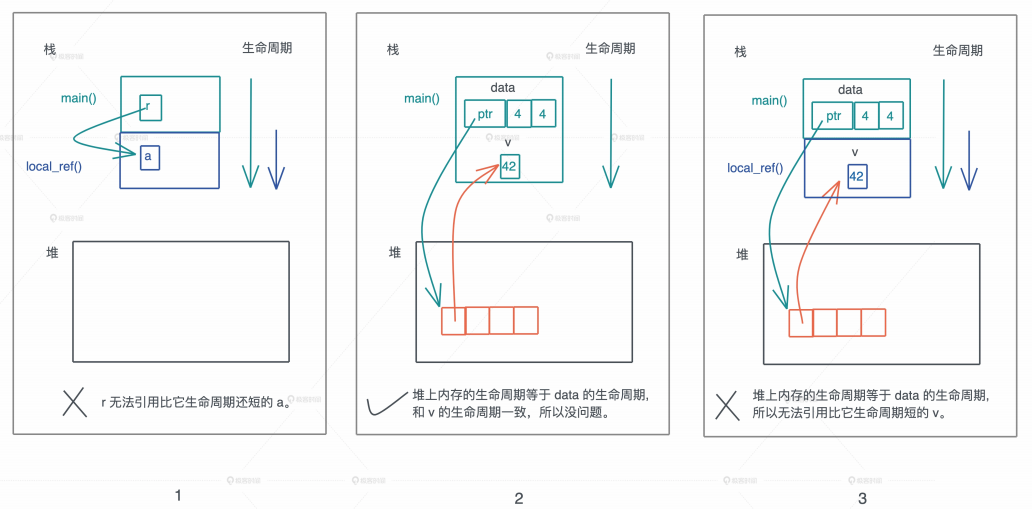 栈
生命周期
main()
r
local_ref()
a
堆
r 无法引用比它生命周期还短的 a。
1
栈
生命周期
data
main()
ptr 4 4
v
42
堆
堆上内存的生命周期等于 data 的生命周期,
和 v 的生命周期一致，所以没问题。
2
栈
生命周期
data
main()
ptr 4 4
v
local_ref()
42
堆
堆上内存的生命周期等于 data 的生命周期,
所以无法引用比它生命周期短的 v。
3